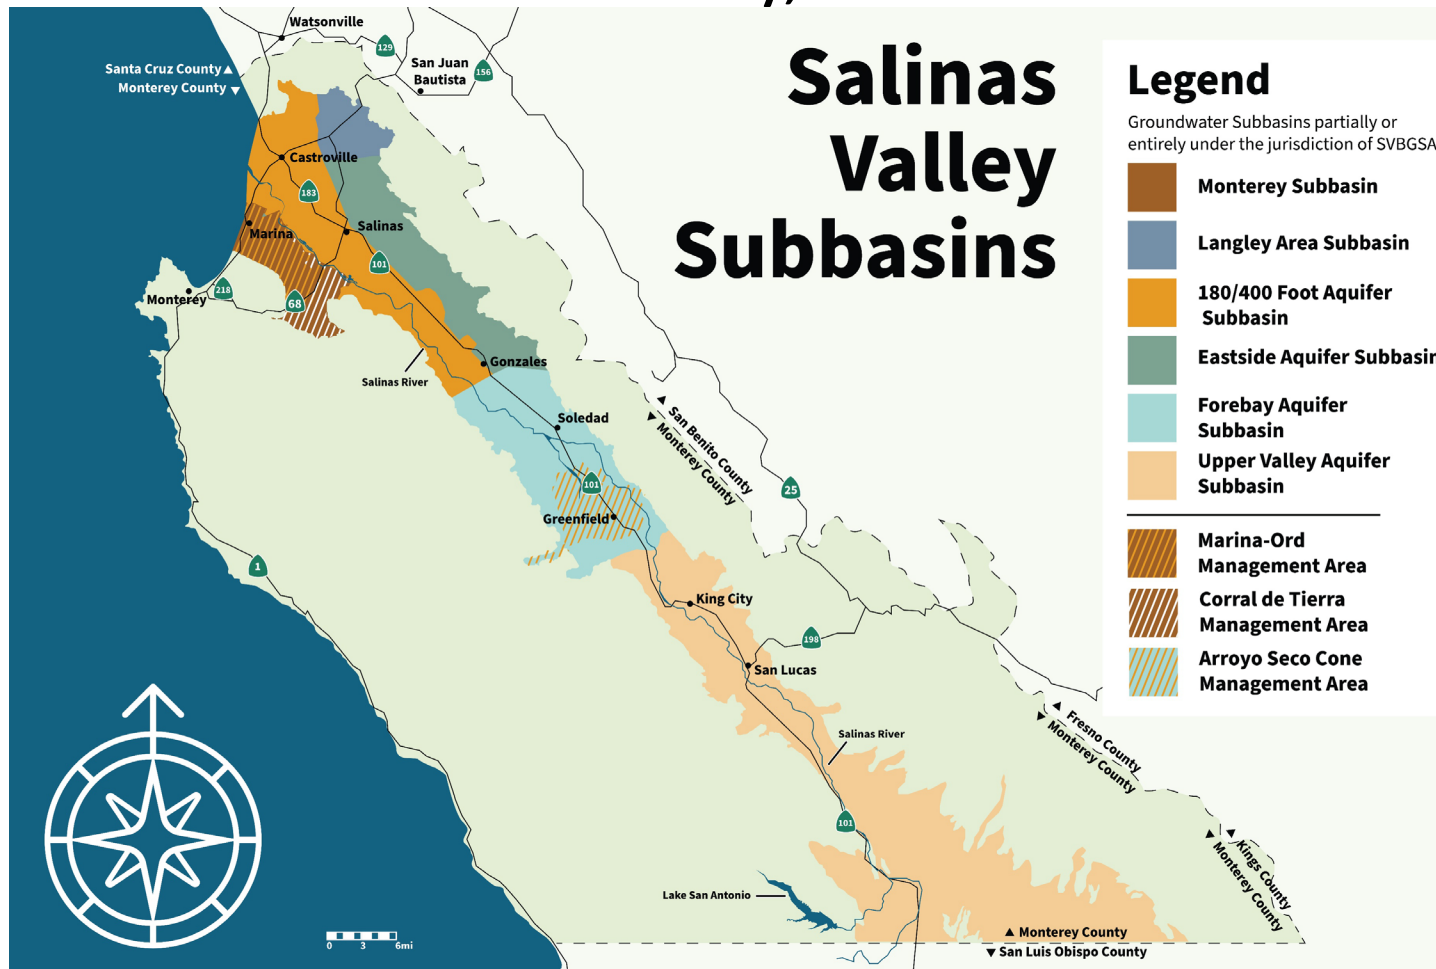 Salinas
Valley
Subbasins
Watsonville
129
San Juan
Bautista
156
Santa Cruz County ▲
Monterey County ▼
Castroville
183
Salinas
Marina
101
Monterey
218
68
Salinas River
Gonzales
Soledad
101
Greenfield
▲ San Benito County
▼ Monterey County
25
1
King City
198
San Lucas
Salinas River
▲ Fresno County
▼ Monterey County
101
▲ Kings County
▼ Monterey County
Lake San Antonio
0 3 6mi
▲ Monterey County
▼ San Luis Obispo County
Legend
Groundwater Subbasins partially or
entirely under the jurisdiction of SVBGSA
Monterey Subbasin
Langley Area Subbasin
180/400 Foot Aquifer
Subbasin
Eastside Aquifer Subbasin
Forebay Aquifer
Subbasin
Upper Valley Aquifer
Subbasin
Marina-Ord
Management Area
Corral de Tierra
Management Area
Arroyo Seco Cone
Management Area